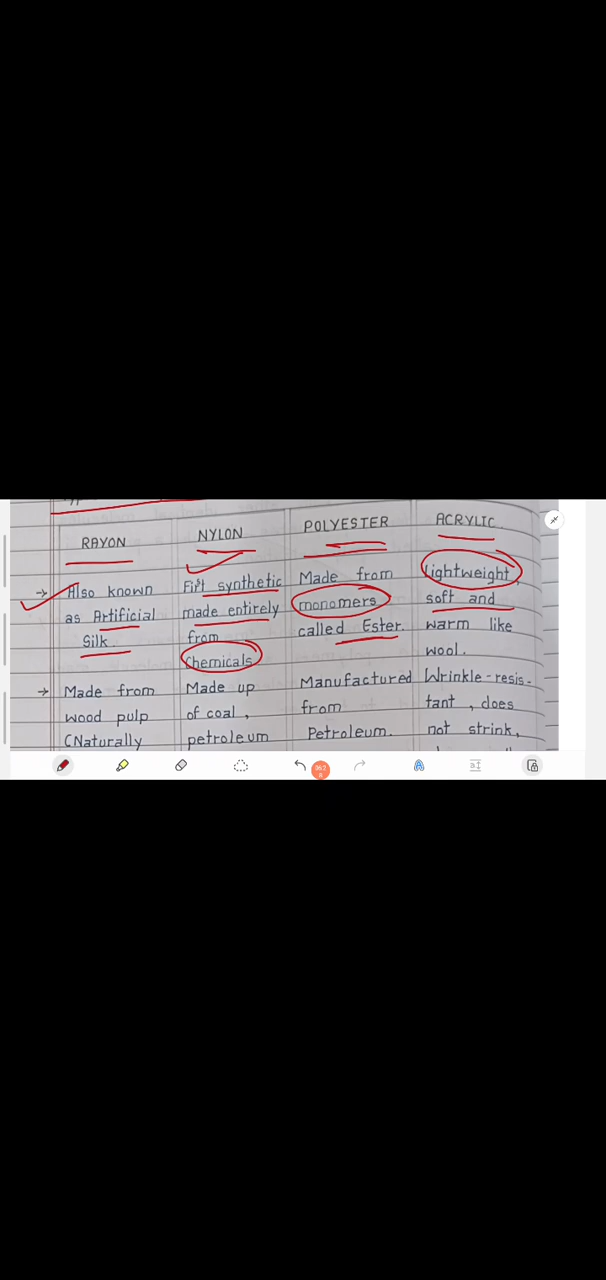 RAYON NYLON POLYESTER ACRYLIC
→ Also known First synthetic Made from Lightweight,
as Artificial made entirely monomers soft and
Silk. from called Ester. warm like
Chemicals wool.
→ Made from Made up Manufactured Wrinkle-resis-
wood pulp of coal, from tant, does
(Naturally petroleum Petroleum. not strink,